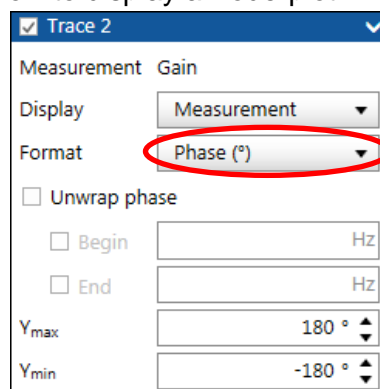 Trace 2
Measurement Gain
Display Measurement
Format Phase (°)
Unwrap phase
Begin Hz
End Hz
Ymax 180 °
Ymin -180 °